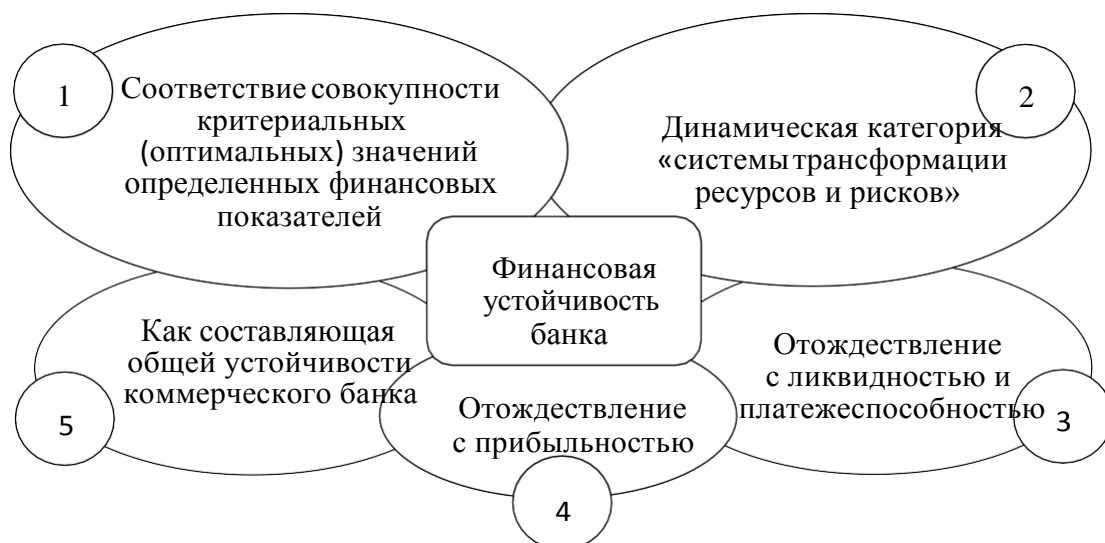 1
Соответствие совокупности
критериальных
(оптимальных) значений
определенных финансовых
показателей
2
Динамическая категория
«системы трансформации
ресурсов и рисков»
Финансовая
устойчивость
банка
Как составляющая
общей устойчивости
коммерческого банка
5
Отождествление
с прибыльностью
4
Отождествление
с ликвидностью и
платежеспособностью
3